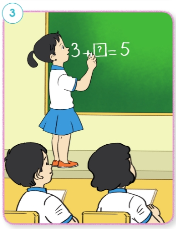 3
3 + ? = 5